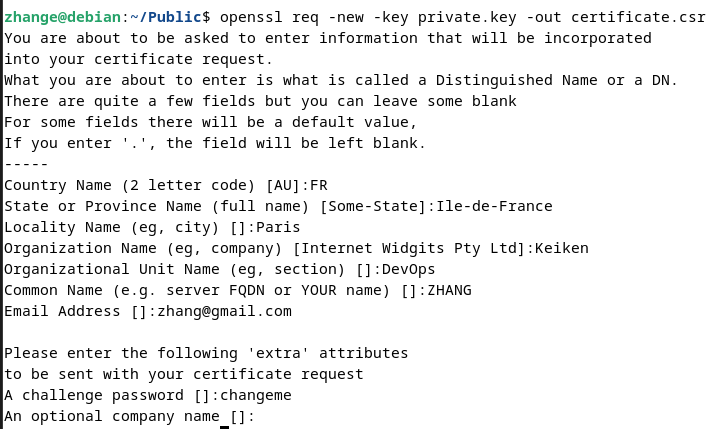 zhange@debian:~/Public$ openssl req -new -key private.key -out certificate.csr
You are about to be asked to enter information that will be incorporated
into your certificate request.
What you are about to enter is what is called a Distinguished Name or a DN.
There are quite a few fields but you can leave some blank
For some fields there will be a default value,
If you enter '.', the field will be left blank.
-----
Country Name (2 letter code) [AU]:FR
State or Province Name (full name) [Some-State]:Ile-de-France
Locality Name (eg, city) []:Paris
Organization Name (eg, company) [Internet Widgits Pty Ltd]:Keiken
Organizational Unit Name (eg, section) []:DevOps
Common Name (e.g. server FQDN or YOUR name) []:ZHANG
Email Address []:zhang@gmail.com

Please enter the following 'extra' attributes
to be sent with your certificate request
A challenge password []:changeme
An optional company name []: